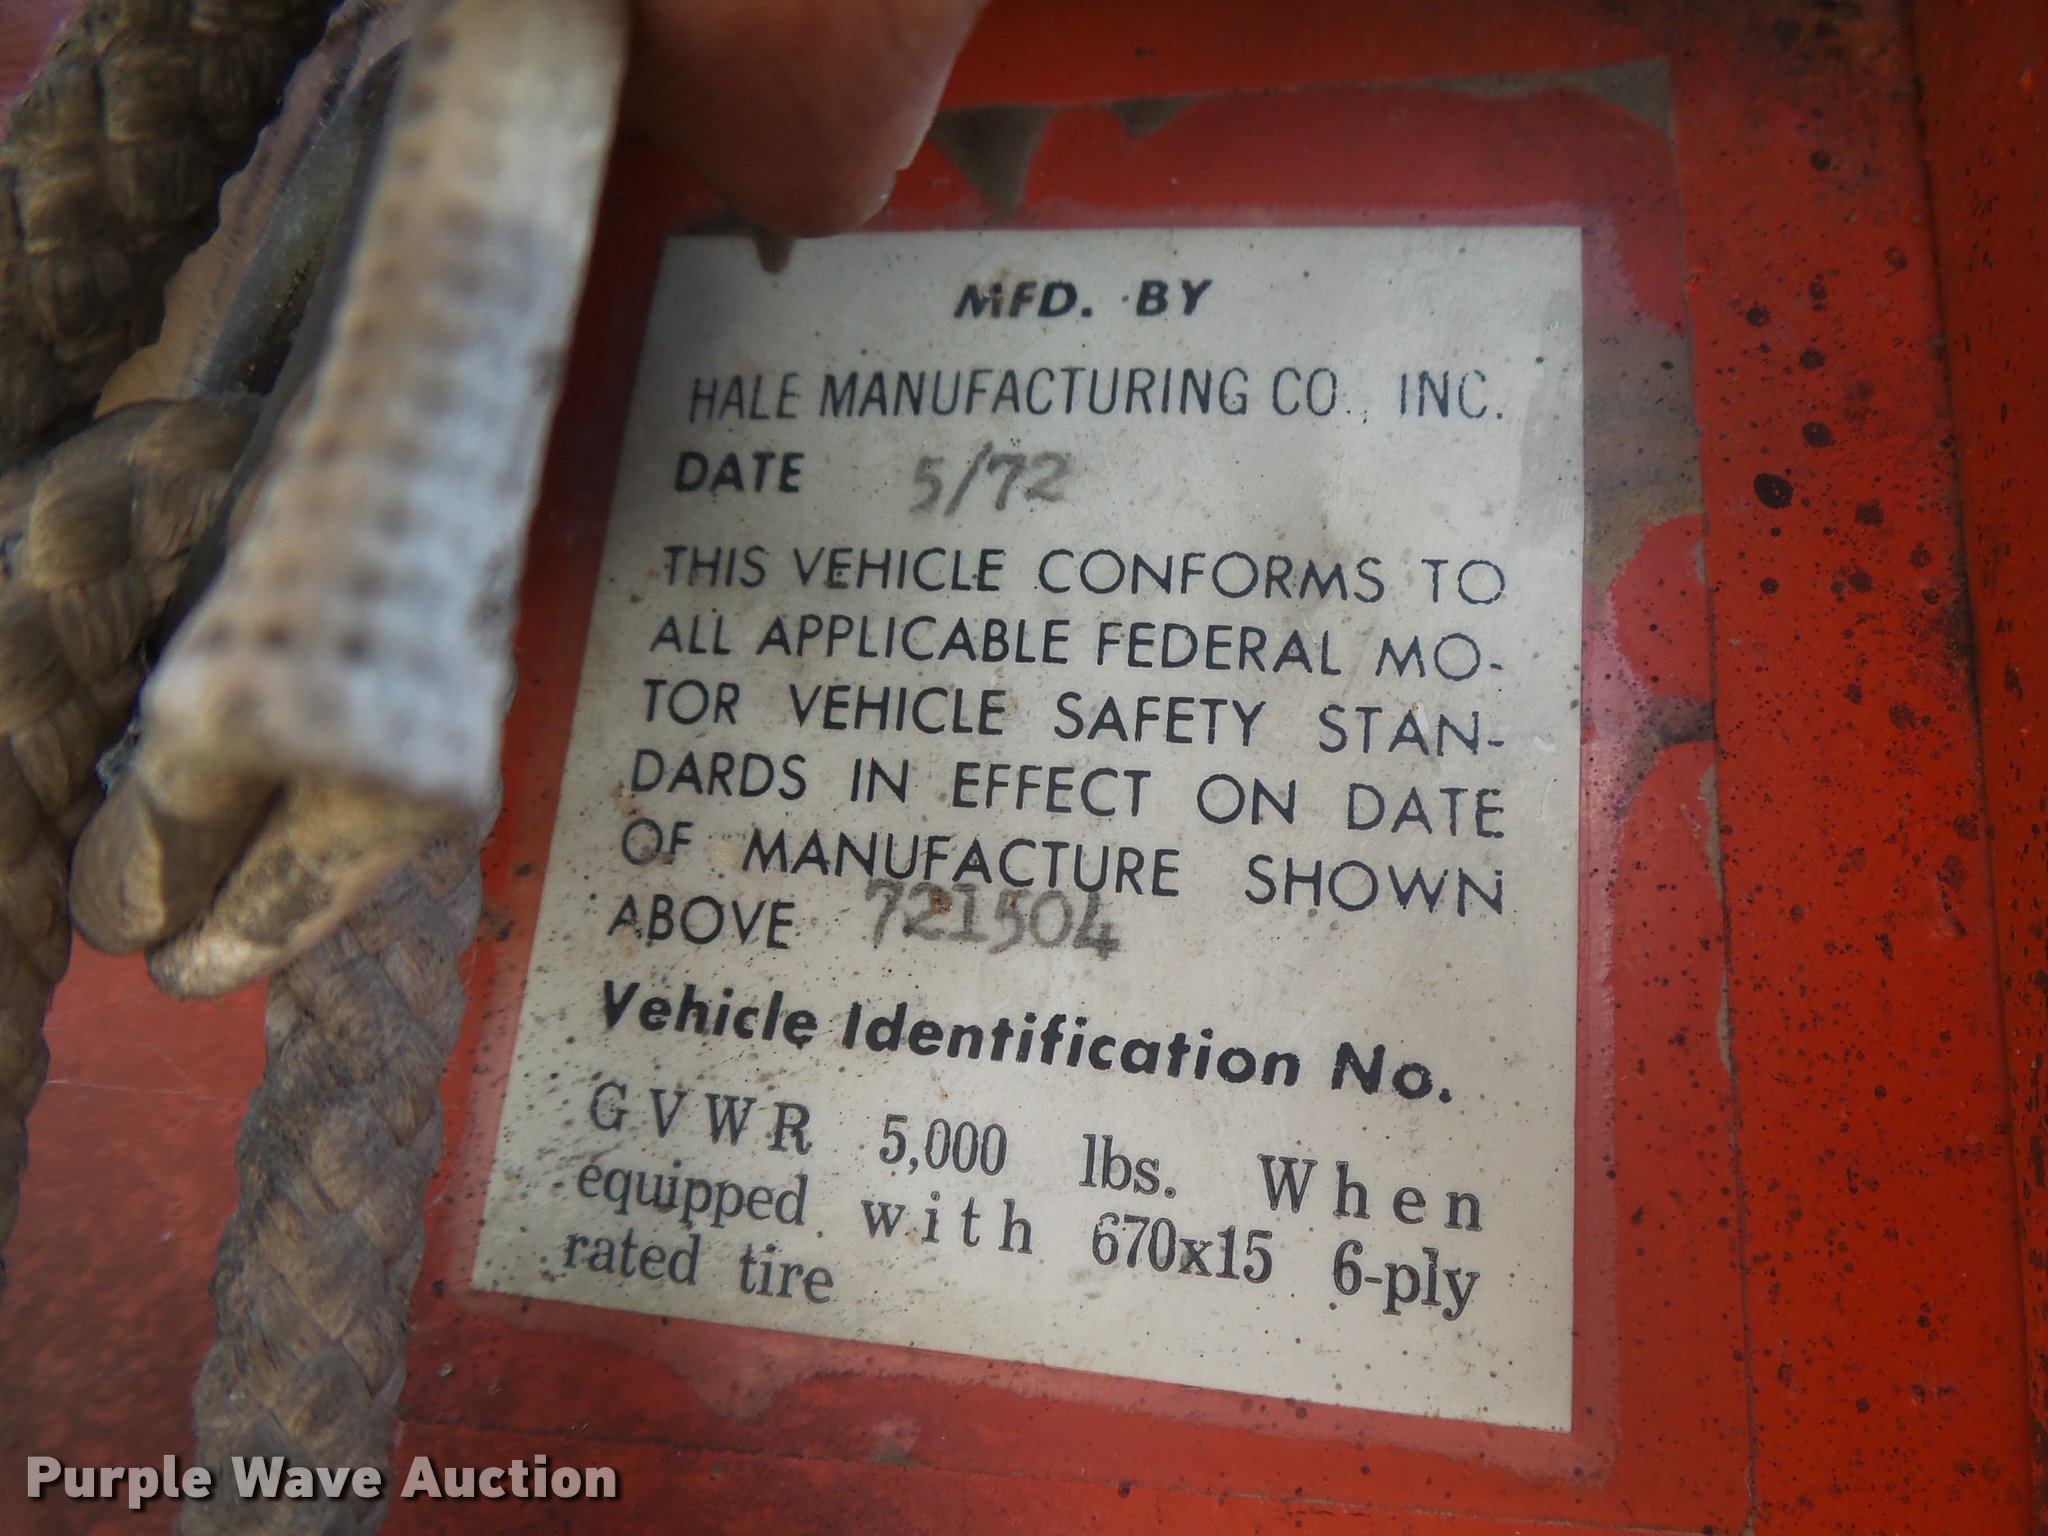 MFD. BY
HALE MANUFACTURING CO., INC.
DATE 5/72
THIS VEHICLE CONFORMS TO
ALL APPLICABLE FEDERAL MO-
TOR VEHICLE SAFETY STAN-
DARDS IN EFFECT ON DATE
OF MANUFACTURE SHOWN
ABOVE 721504
Vehicle Identification No.
GVWR 5,000 lbs. When
equipped with 670x15 6-ply
rated tire
Purple Wave Auction